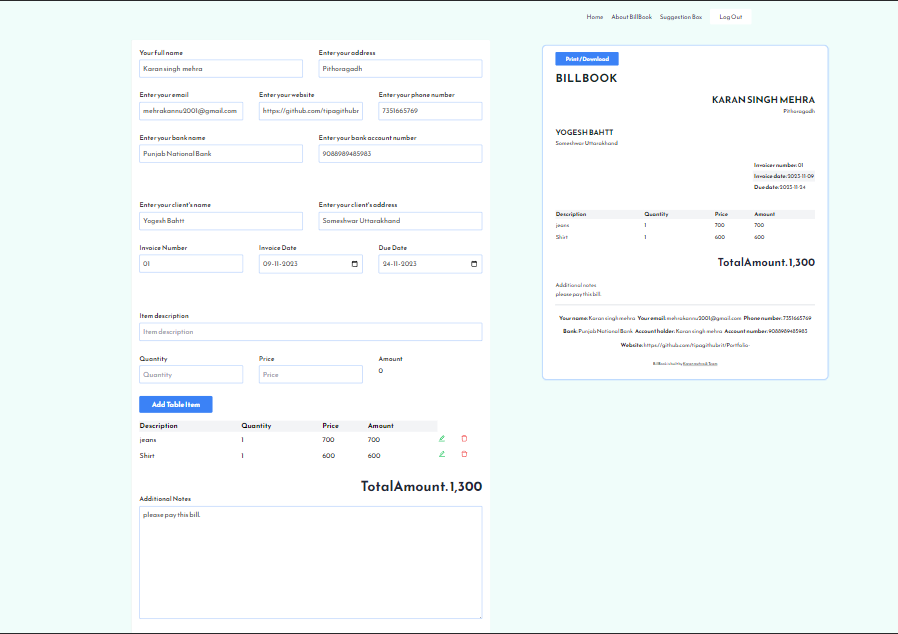 Home About BillBook Suggestion Box Log Out
Your full name Enter your address
Karan singh mehra Pithoragadh
Enter your email Enter your website Enter your phone number
mehrakannu2001@gmail.com https://github.com/tipagithubr 7351665769
Enter your bank name Enter your bank account number
Punjab National Bank 9088989485983
Enter your client's name Enter your client's address
Yogesh Bahtt Someshwar Uttarakhand
Invoice Number Invoice Date Due Date
01 09-11-2023 24-11-2023
Item description
Item description
Quantity Price Amount
Quantity Price 0
Add Table Item
Description Quantity Price Amount
jeans 1 700 700
Shirt 1 600 600
TotalAmount. 1,300
Additional Notes
please pay this bill.
Print / Download
BILLBOOK
KARAN SINGH MEHRA
Pithoragadh
YOGESH BAHTT
Someshwar Uttarakhand
Invoicer number: 01
Invoice date: 2023-11-09
Due date: 2023-11-24
Description Quantity Price Amount
jeans 1 700 700
Shirt 1 600 600
TotalAmount. 1,300
Additional notes
please pay this bill.
Your name: Karan singh mehra Your email: mehrakannu2001@gmail.com Phone number: 7351665769
Bank: Punjab National Bank Account holder: Karan singh mehra Account number: 9088989485983
Website: https://github.com/tipagithubrit/Portfolio-